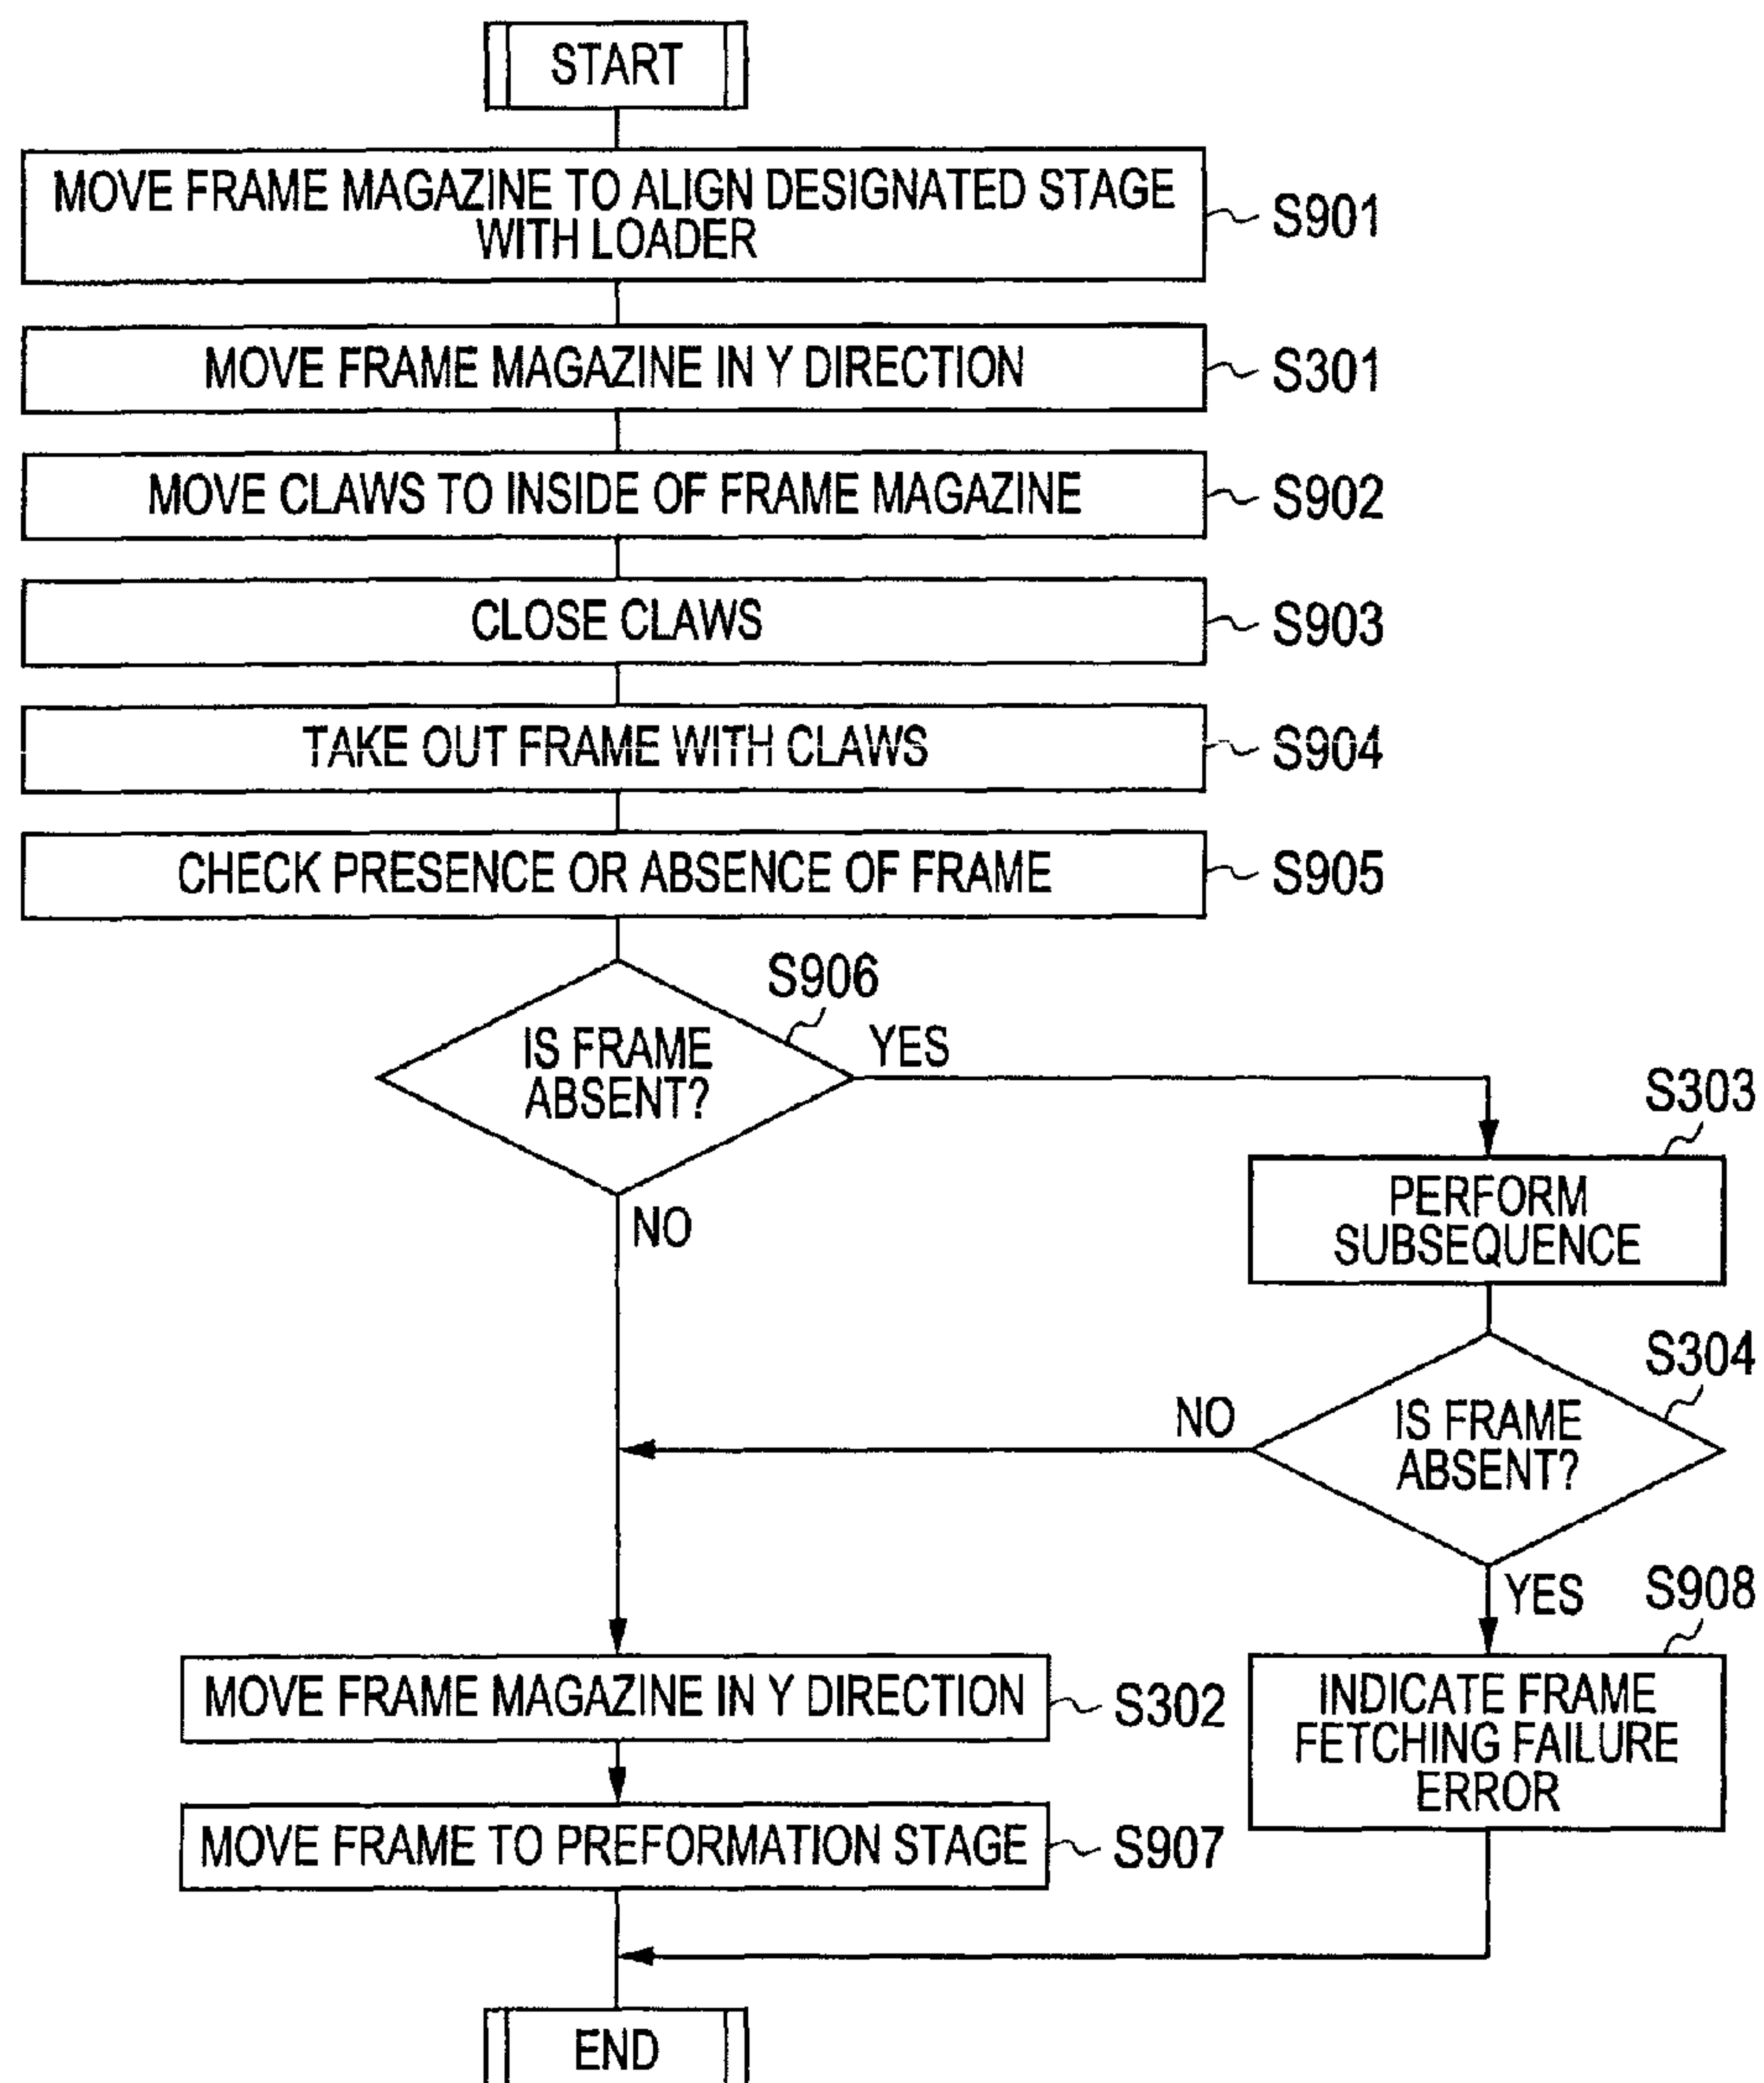 START
MOVE FRAME MAGAZINE TO ALIGN DESIGNATED STAGE
WITH LOADER
S901
MOVE FRAME MAGAZINE IN Y DIRECTION
S301
MOVE CLAWS TO INSIDE OF FRAME MAGAZINE
S902
CLOSE CLAWS
S903
TAKE OUT FRAME WITH CLAWS
S904
CHECK PRESENCE OR ABSENCE OF FRAME
S905
S906
IS FRAME
ABSENT?
YES
NO
S303
PERFORM
SUBSEQUENCE
S304
IS FRAME
ABSENT?
NO
YES
S908
INDICATE FRAME
FETCHING FAILURE
ERROR
MOVE FRAME MAGAZINE IN Y DIRECTION
S302
MOVE FRAME TO PREFORMATION STAGE
S907
END